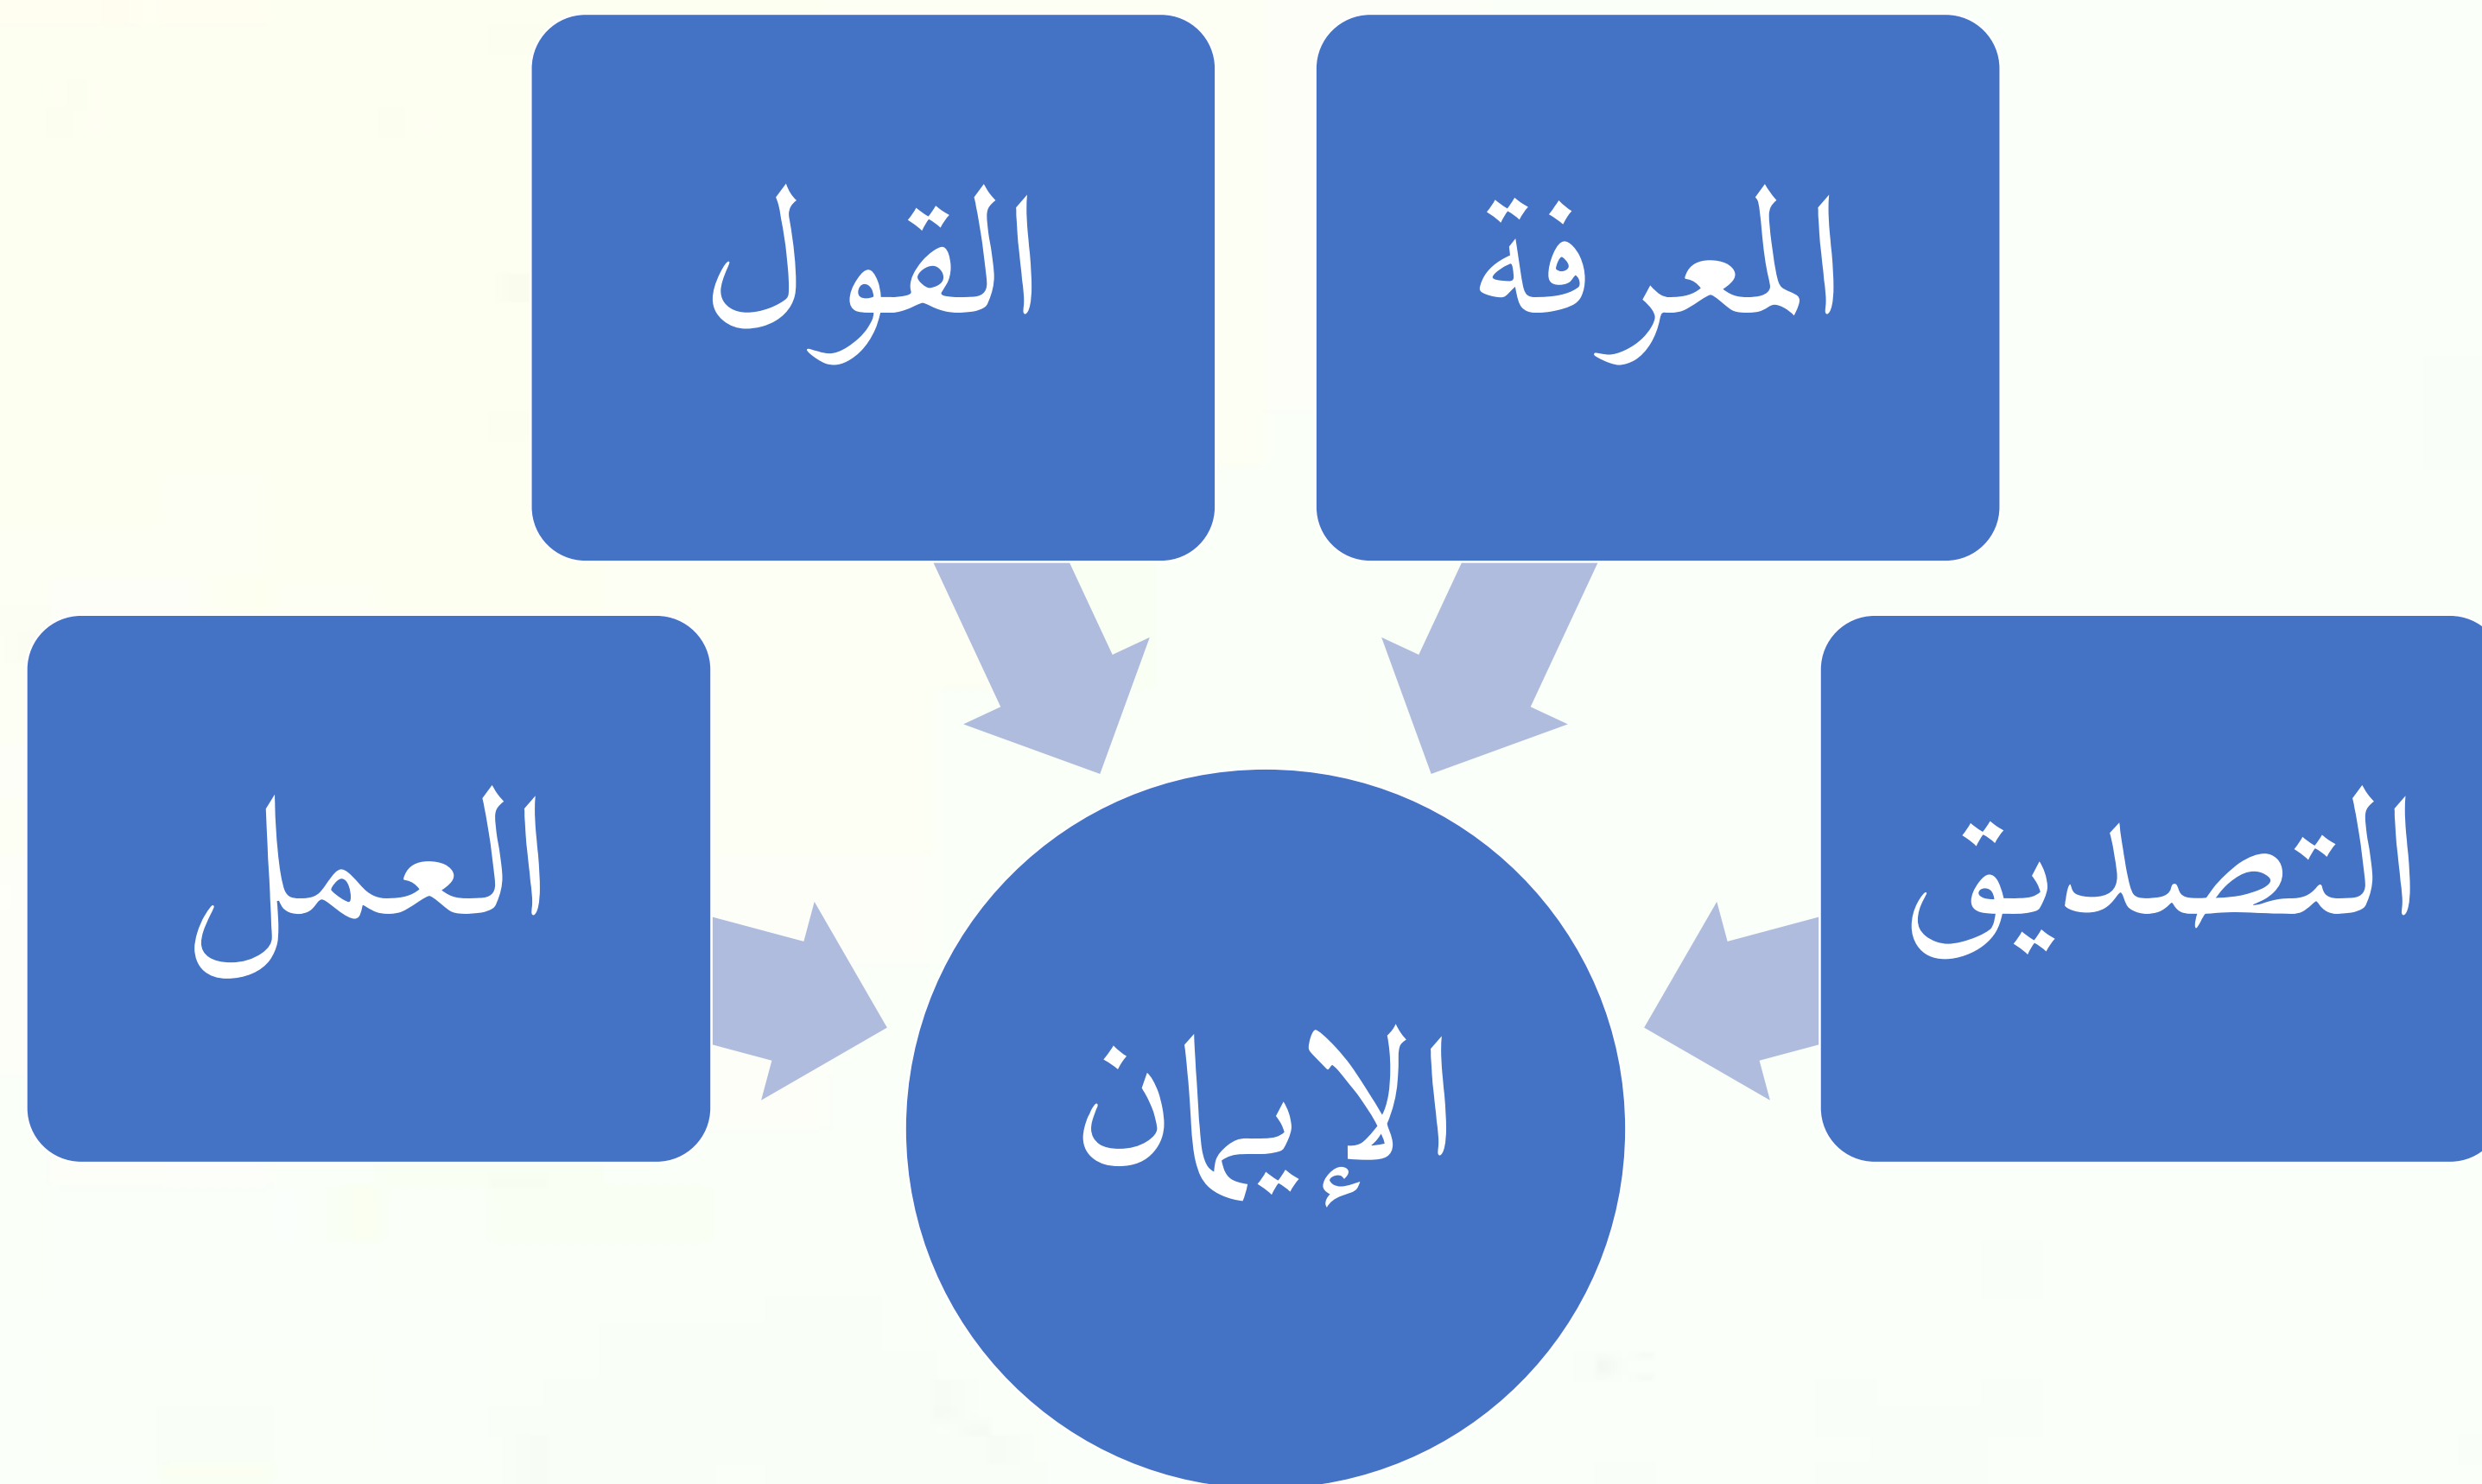 المعرفة
القول
التصديق
العمل
الإيمان